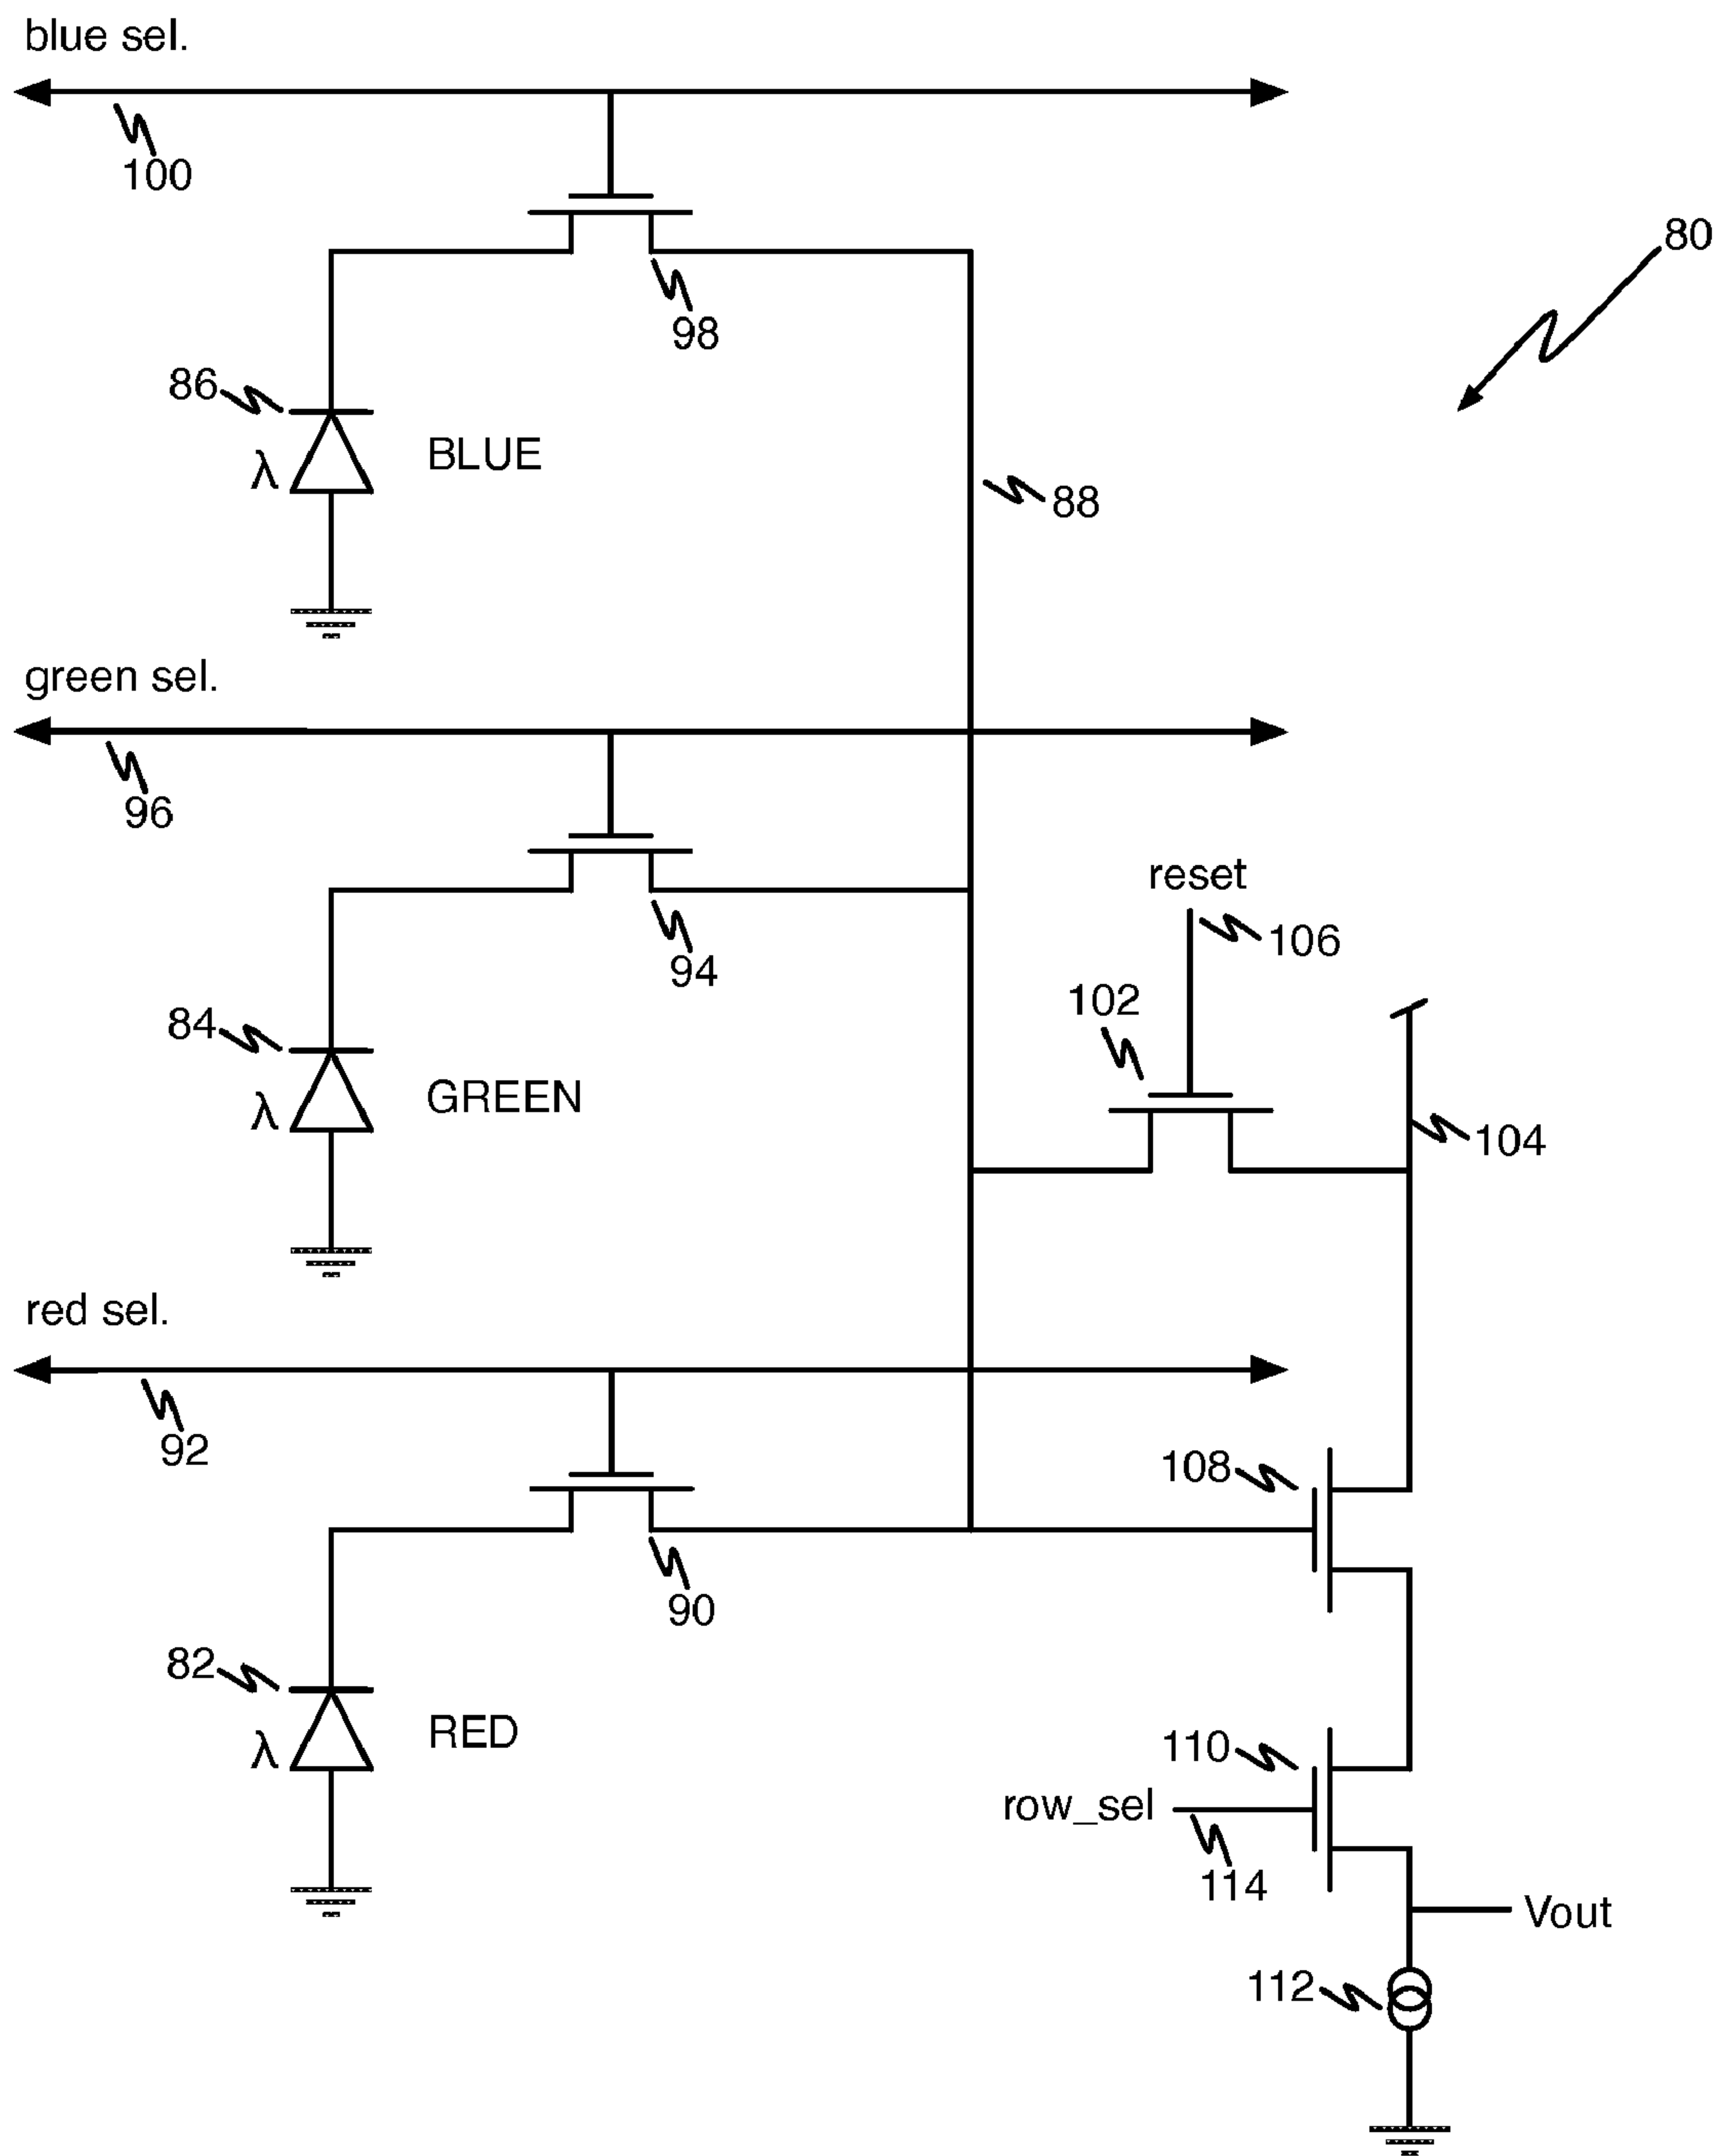 blue sel.
100
80
98
86
λ
BLUE
88
green sel.
96
94
reset
106
102
84
λ
GREEN
104
red sel.
92
108
90
82
λ
RED
110
row_sel
114
Vout
112